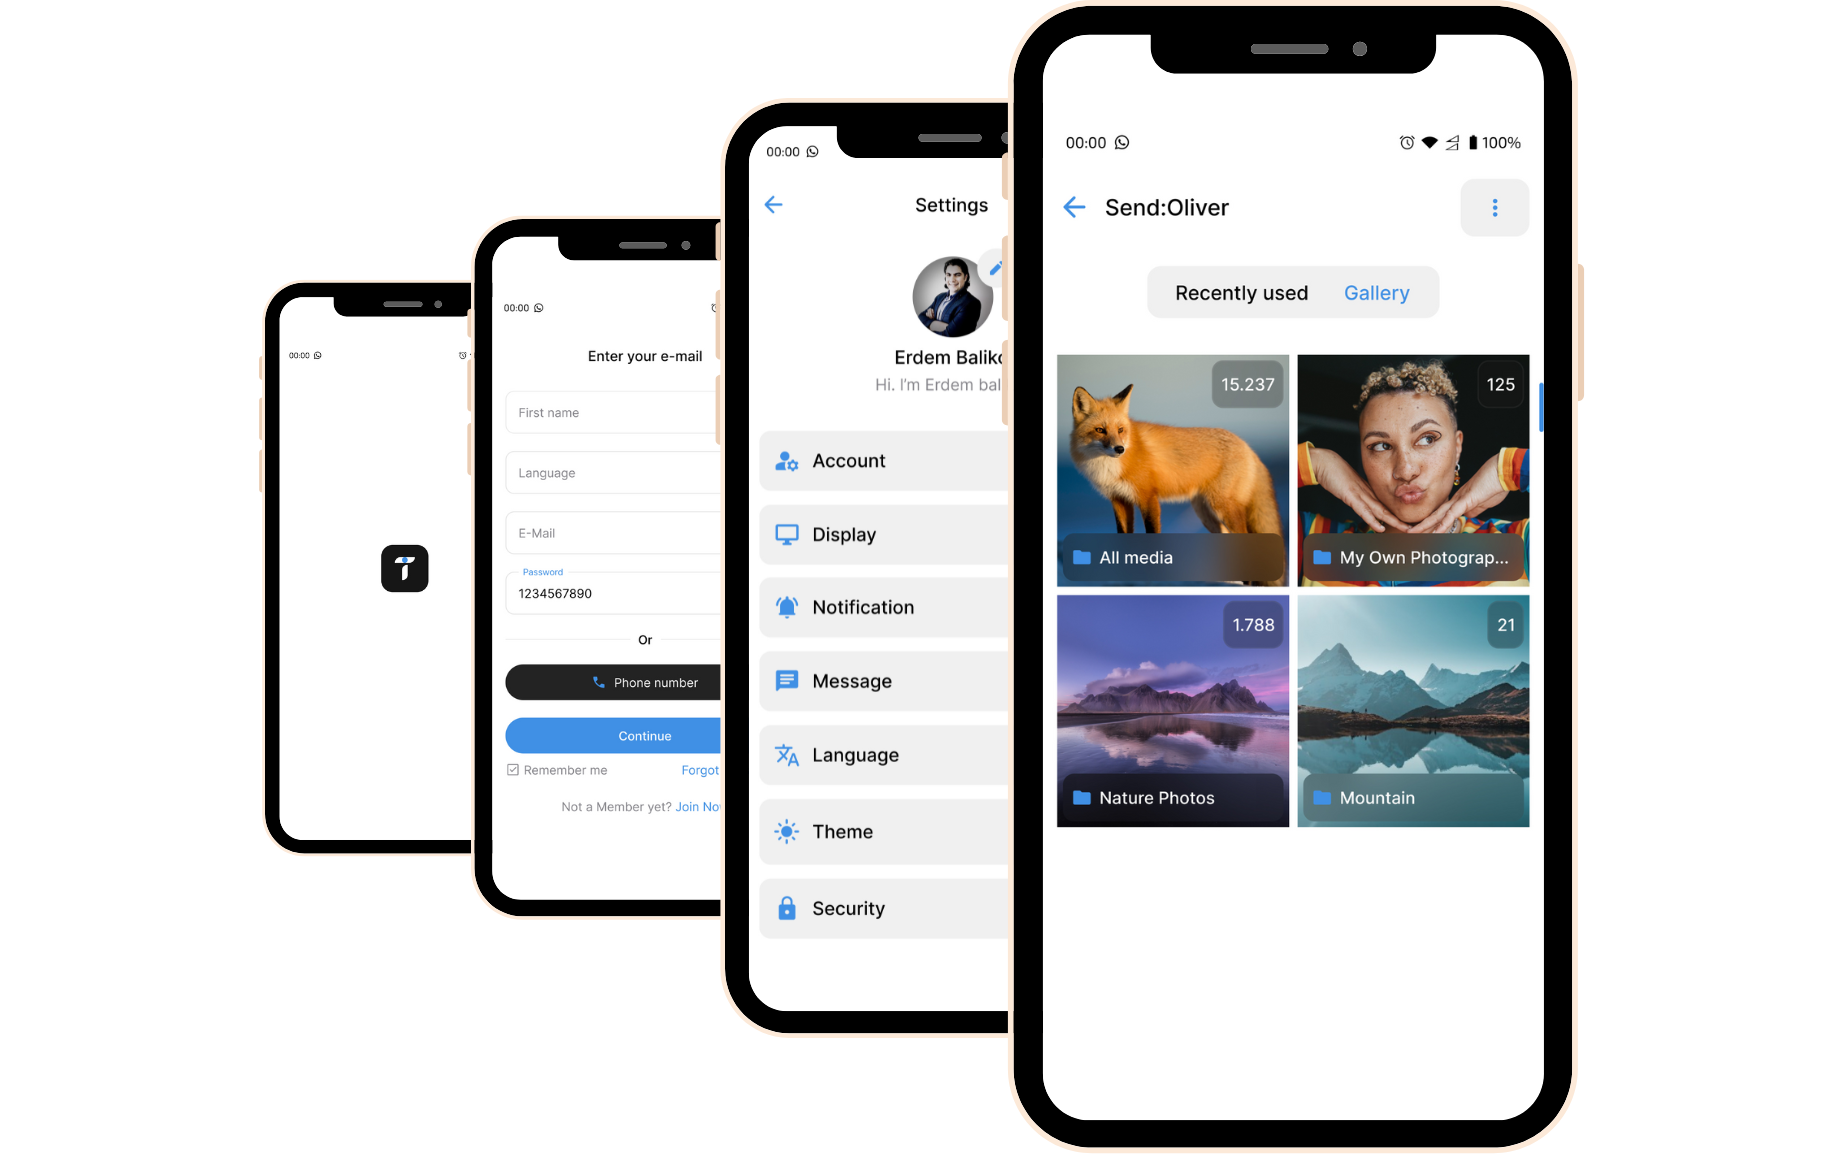 00:00
00:00
Enter your e-mail
First name
Language
E-Mail
Password
1234567890
Or
Phone number
Continue
Remember me
Forgot
Not a Member yet? Join
00:00
Settings
Erdem
Hi. I'm Erdem
Account
Display
Notification
Message
Language
Theme
Security
00:00 100%
Send:Oliver
Recently used Gallery
15.237
125
All media
My Own Photograp...
1.788
21
Nature Photos
Mountain